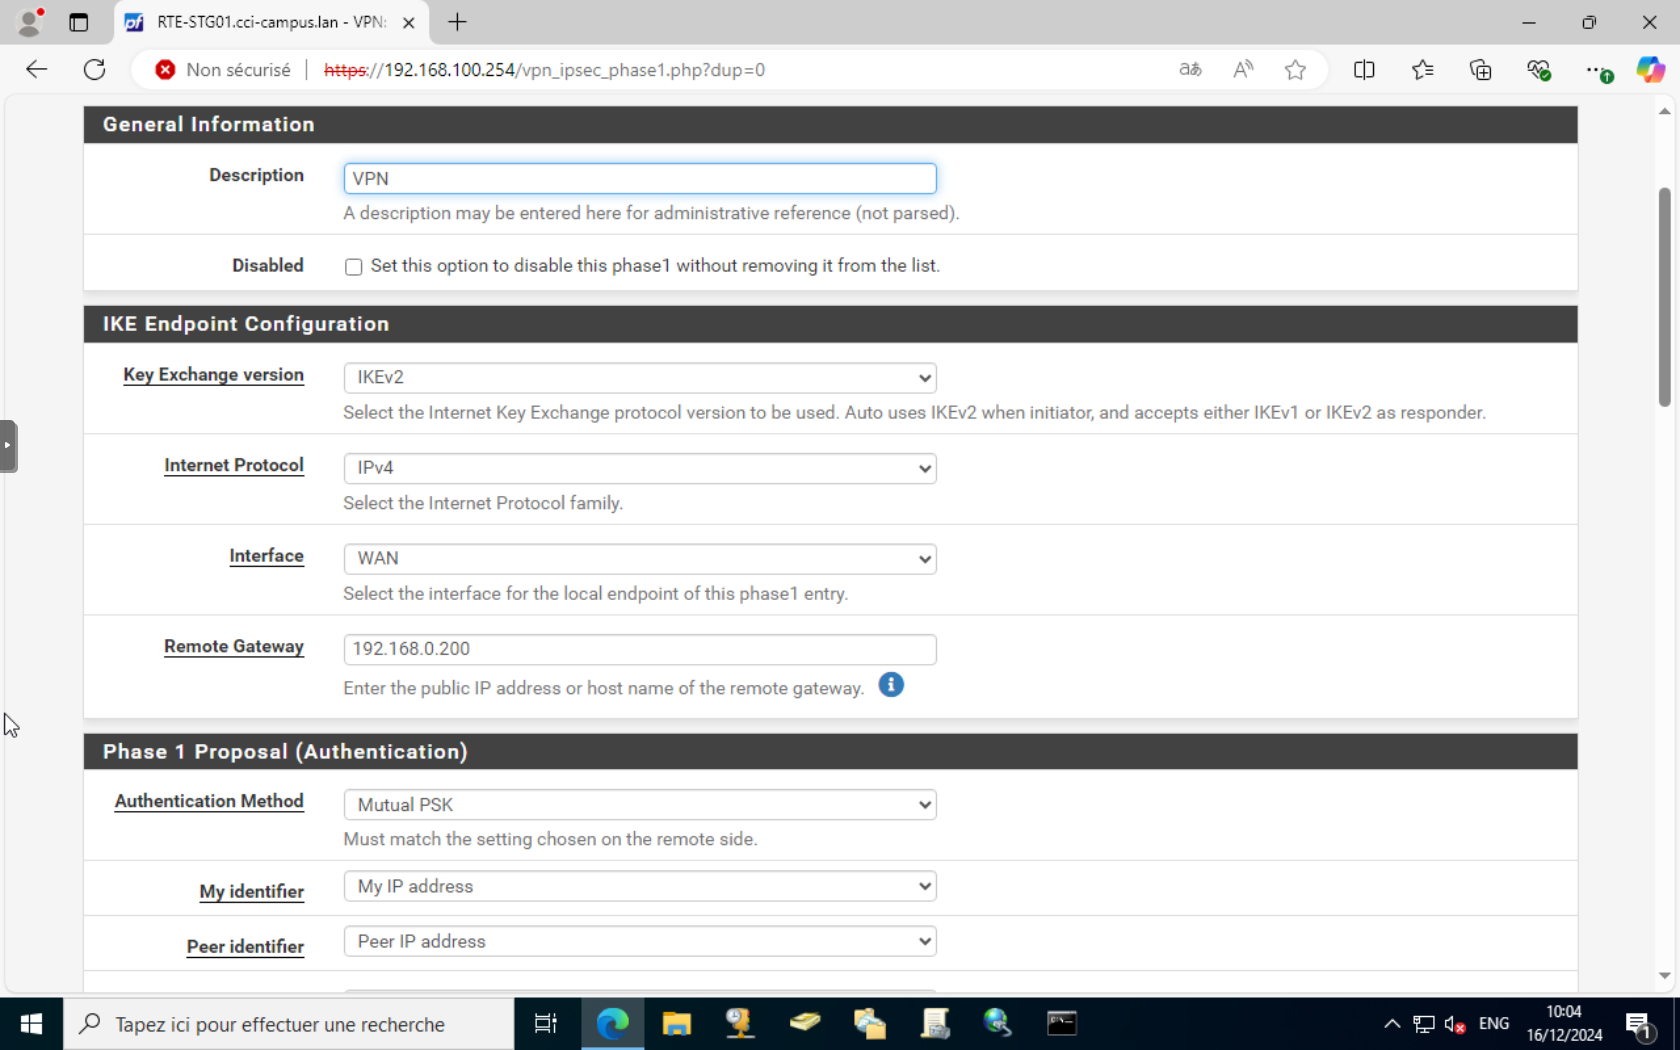 RTE-STG01.cci-campus.lan - VPN:
Non sécurisé
https://192.168.100.254/vpn_ipsec_phase1.php?dup=0
General Information
Description
VPN
A description may be entered here for administrative reference (not parsed).
Disabled
Set this option to disable this phase1 without removing it from the list.
IKE Endpoint Configuration
Key Exchange version
IKEv2
Select the Internet Key Exchange protocol version to be used. Auto uses IKEv2 when initiator, and accepts either IKEv1 or IKEv2 as responder.
Internet Protocol
IPv4
Select the Internet Protocol family.
Interface
WAN
Select the interface for the local endpoint of this phase1 entry.
Remote Gateway
192.168.0.200
Enter the public IP address or host name of the remote gateway.
Phase 1 Proposal (Authentication)
Authentication Method
Mutual PSK
Must match the setting chosen on the remote side.
My identifier
My IP address
Peer identifier
Peer IP address
Tapez ici pour effectuer une recherche
ENG
10:04
16/12/2024
1